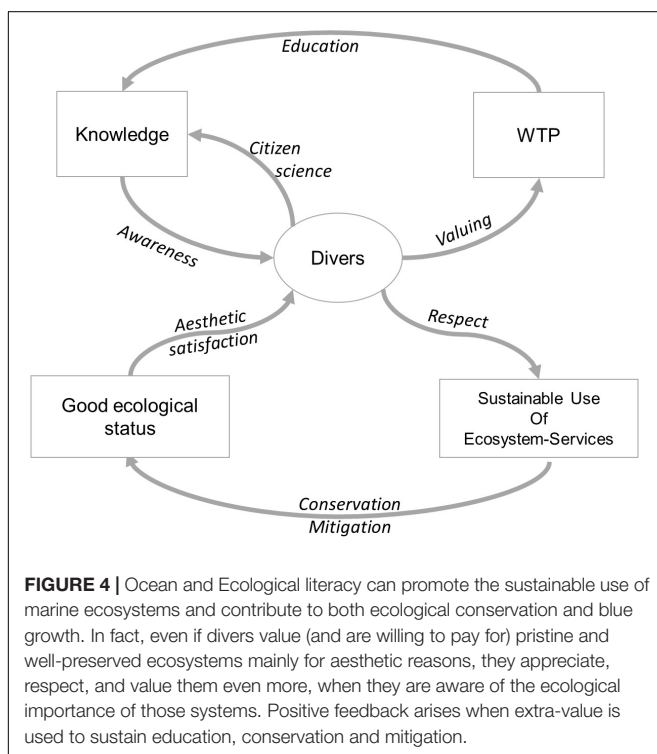 Education
Knowledge
WTP
Citizen
science
Awareness
Divers
Valuing
Aesthetic
satisfaction
Respect
Good ecological
status
Sustainable Use
Of
Ecosystem-Services
Conservation
Mitigation
FIGURE 4 | Ocean and Ecological literacy can promote the sustainable use of
marine ecosystems and contribute to both ecological conservation and blue
growth. In fact, even if divers value (and are willing to pay for) pristine and
well-preserved ecosystems mainly for aesthetic reasons, they appreciate,
respect, and value them even more, when they are aware of the ecological
importance of those systems. Positive feedback arises when extra-value is
used to sustain education, conservation and mitigation.